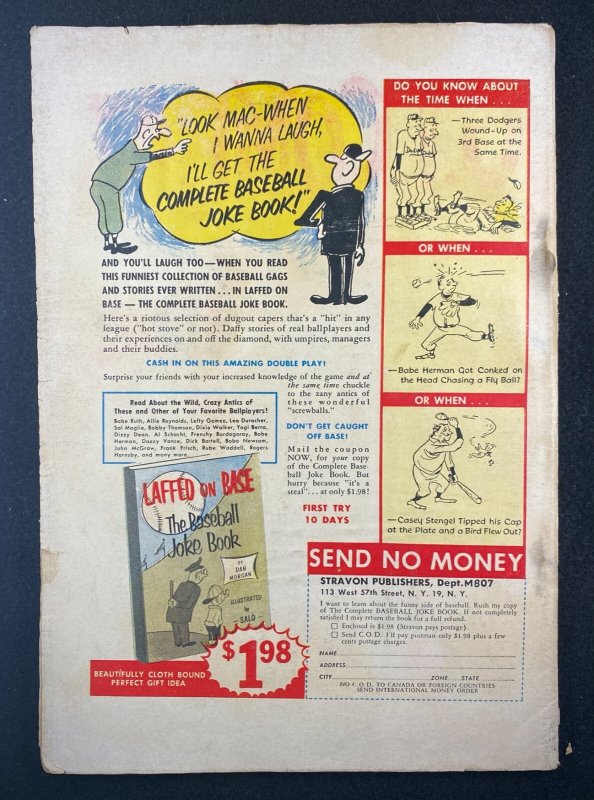 "LOOK MAC-WHEN
I WANNA LAUGH,
I'LL GET THE
COMPLETE BASEBALL
JOKE BOOK!"
AND YOU'LL LAUGH TOO—WHEN YOU READ
THIS FUNNIEST COLLECTION OF BASEBALL GAGS
AND STORIES EVER WRITTEN . . . IN LAFFED ON
BASE — THE COMPLETE BASEBALL JOKE BOOK.
Here's a riotous selection of dugout capers that's a "hit" in any
league ("hot stove" or not). Daffy stories of real ballplayers and
their experiences on and off the diamond, with umpires, managers
and their buddies.
CASH IN ON THIS AMAZING DOUBLE PLAY!
Surprise your friends with your increased knowledge of the game and at
the same time chuckle
to the zany antics of
these wonderful
"screwballs."
DON'T GET CAUGHT
OFF BASE!
Mail the coupon
NOW, for your copy
of the Complete Base
ball Joke Book. But
hurry because "it's a
steal" . . . at only $1.98!
FIRST TRY
10 DAYS
Read About the Wild, Crazy Antics of
These and Other of Your Favorite Ballplayers!
Babe Ruth, Allie Reynolds, Lefty Gomez, Leo Durocher,
Sal Maglie, Bobby Thomson, Dixie Walker, Yogi Berra,
Dizzy Dean, Al Schacht, Frenchy Bordagaray, Babe
Herman, Dazzy Vance, Dick Bartell, Bobo Newsom,
John McGraw, Frank Frisch, Rube Waddell, Rogers
Hornsby, and many more.
LAFFED ON BASE
The Baseball
Joke Book
BY
DAN
MORGAN
ILLUSTRATED
by
SALO
$1.98
BEAUTIFULLY CLOTH BOUND
PERFECT GIFT IDEA
DO YOU KNOW ABOUT
THE TIME WHEN . . .
—Three Dodgers
Wound-Up on
3rd Base at the
Same Time.
OR WHEN . . .
—Babe Herman Got Conked on
the Head Chasing a Fly Ball?
OR WHEN . . .
—Casey Stengel Tipped his Cap
at the Plate and a Bird Flew Out?
SEND NO MONEY
STRAVON PUBLISHERS, Dept.M807
113 West 57th Street, N. Y. 19, N. Y.
I want to learn about the funny side of baseball. Rush my copy
of The Complete BASEBALL JOKE BOOK. If not completely
satisfied I may return the book for a full refund.
Enclosed is $1.98 (Stravon pays postage).
Send C.O.D. I'll pay postman only $1.98 plus a few
cents postage charges.
NAME
ADDRESS
CITY ZONE STATE
NO C.O.D. TO CANADA OR FOREIGN COUNTRIES
SEND INTERNATIONAL MONEY ORDER